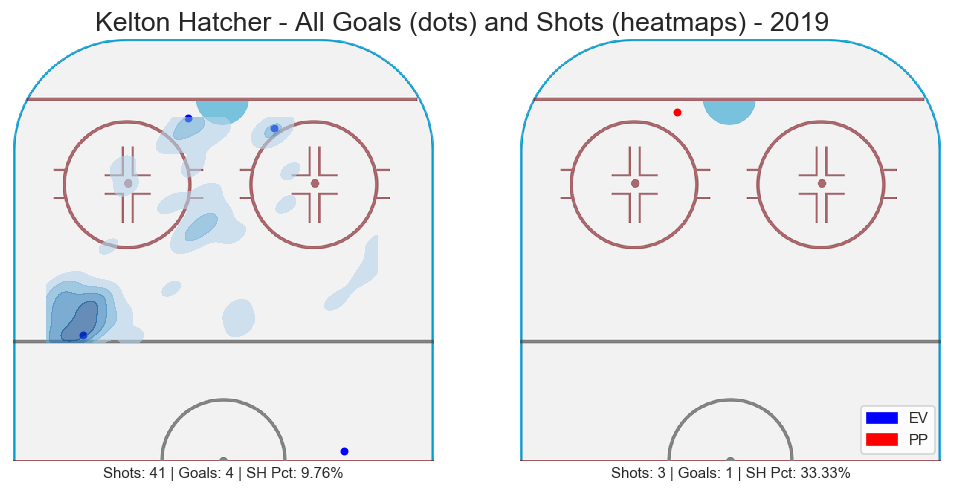 Kelton Hatcher - All Goals (dots) and Shots (heatmaps) - 2019
EV
PP
Shots: 41 | Goals: 4 | SH Pct: 9.76%
Shots: 3 | Goals: 1 | SH Pct: 33.33%